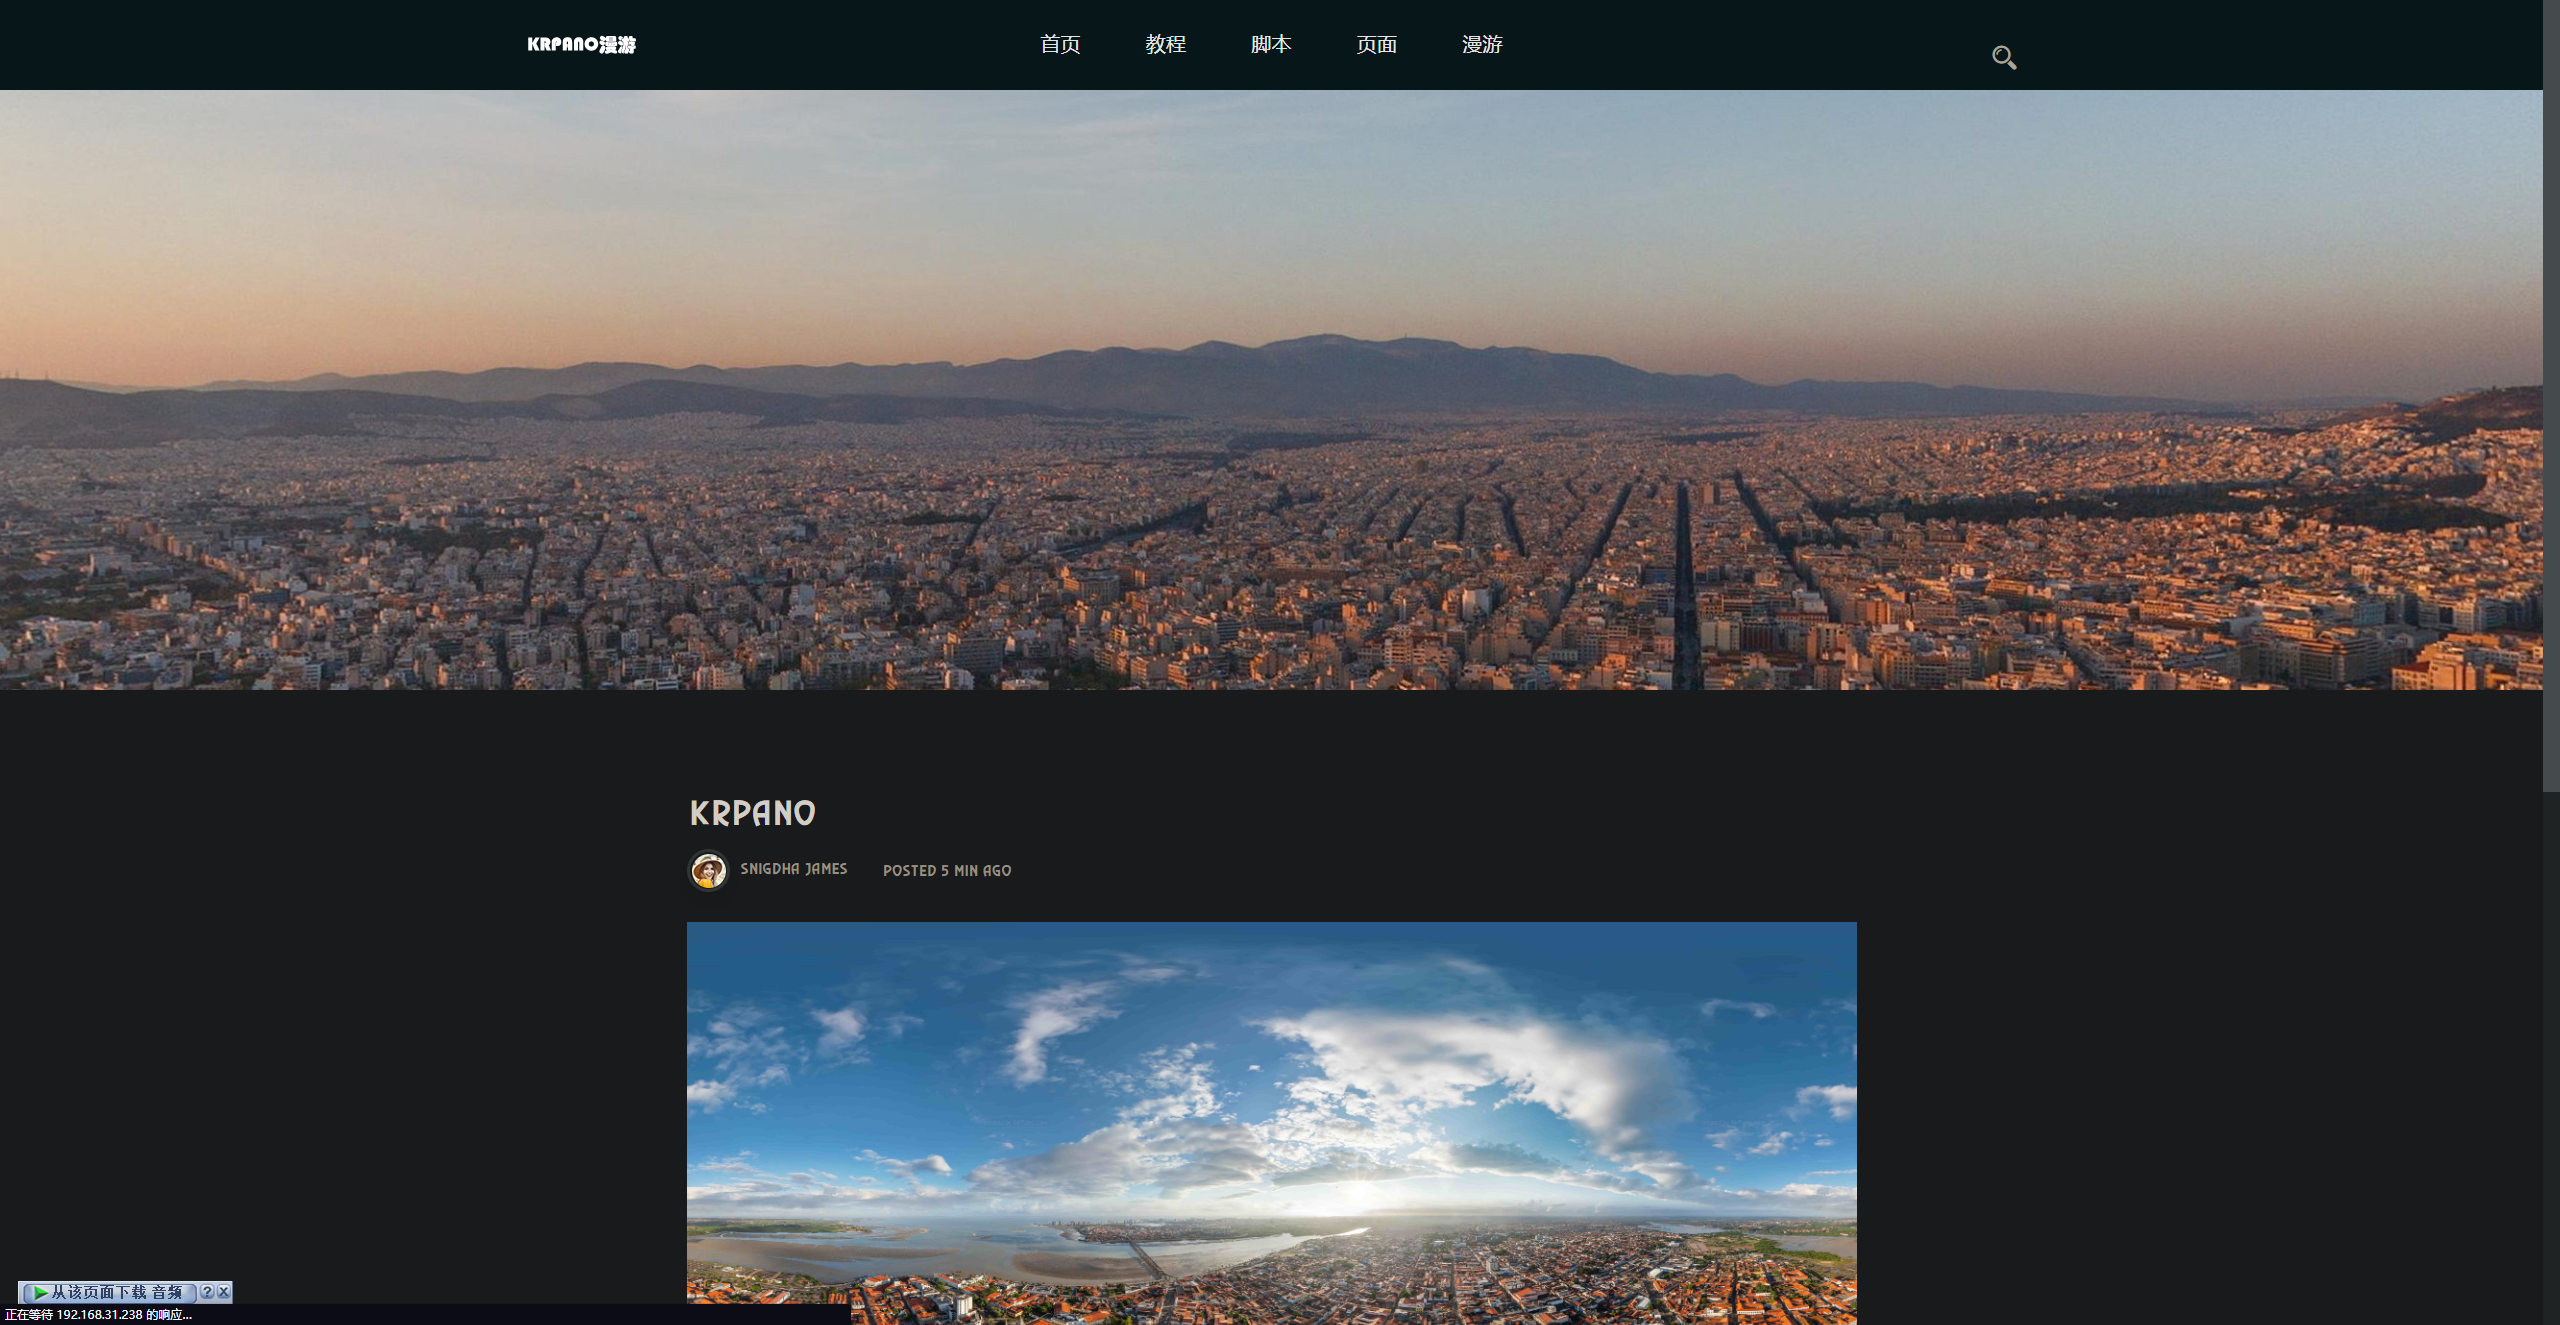 KRPANO漫游
首页 教程 脚本 页面 漫游
KRPANO
SNIGDHA JAMES POSTED 5 MIN AGO
从该页面下载 音频 ? X
正在等待 192.168.31.238 的响应...